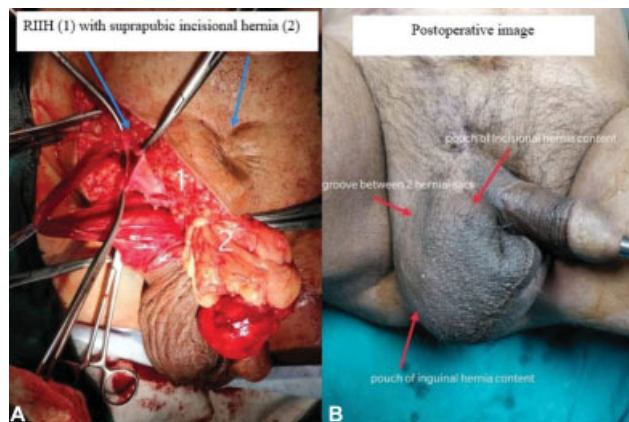 RIIH (1) with suprapubic incisional hernia (2)
1
2
A
Postoperative image
pouch of Incisional hernia content
groove between 2 hernia sacs
pouch of inguinal hernia content
B